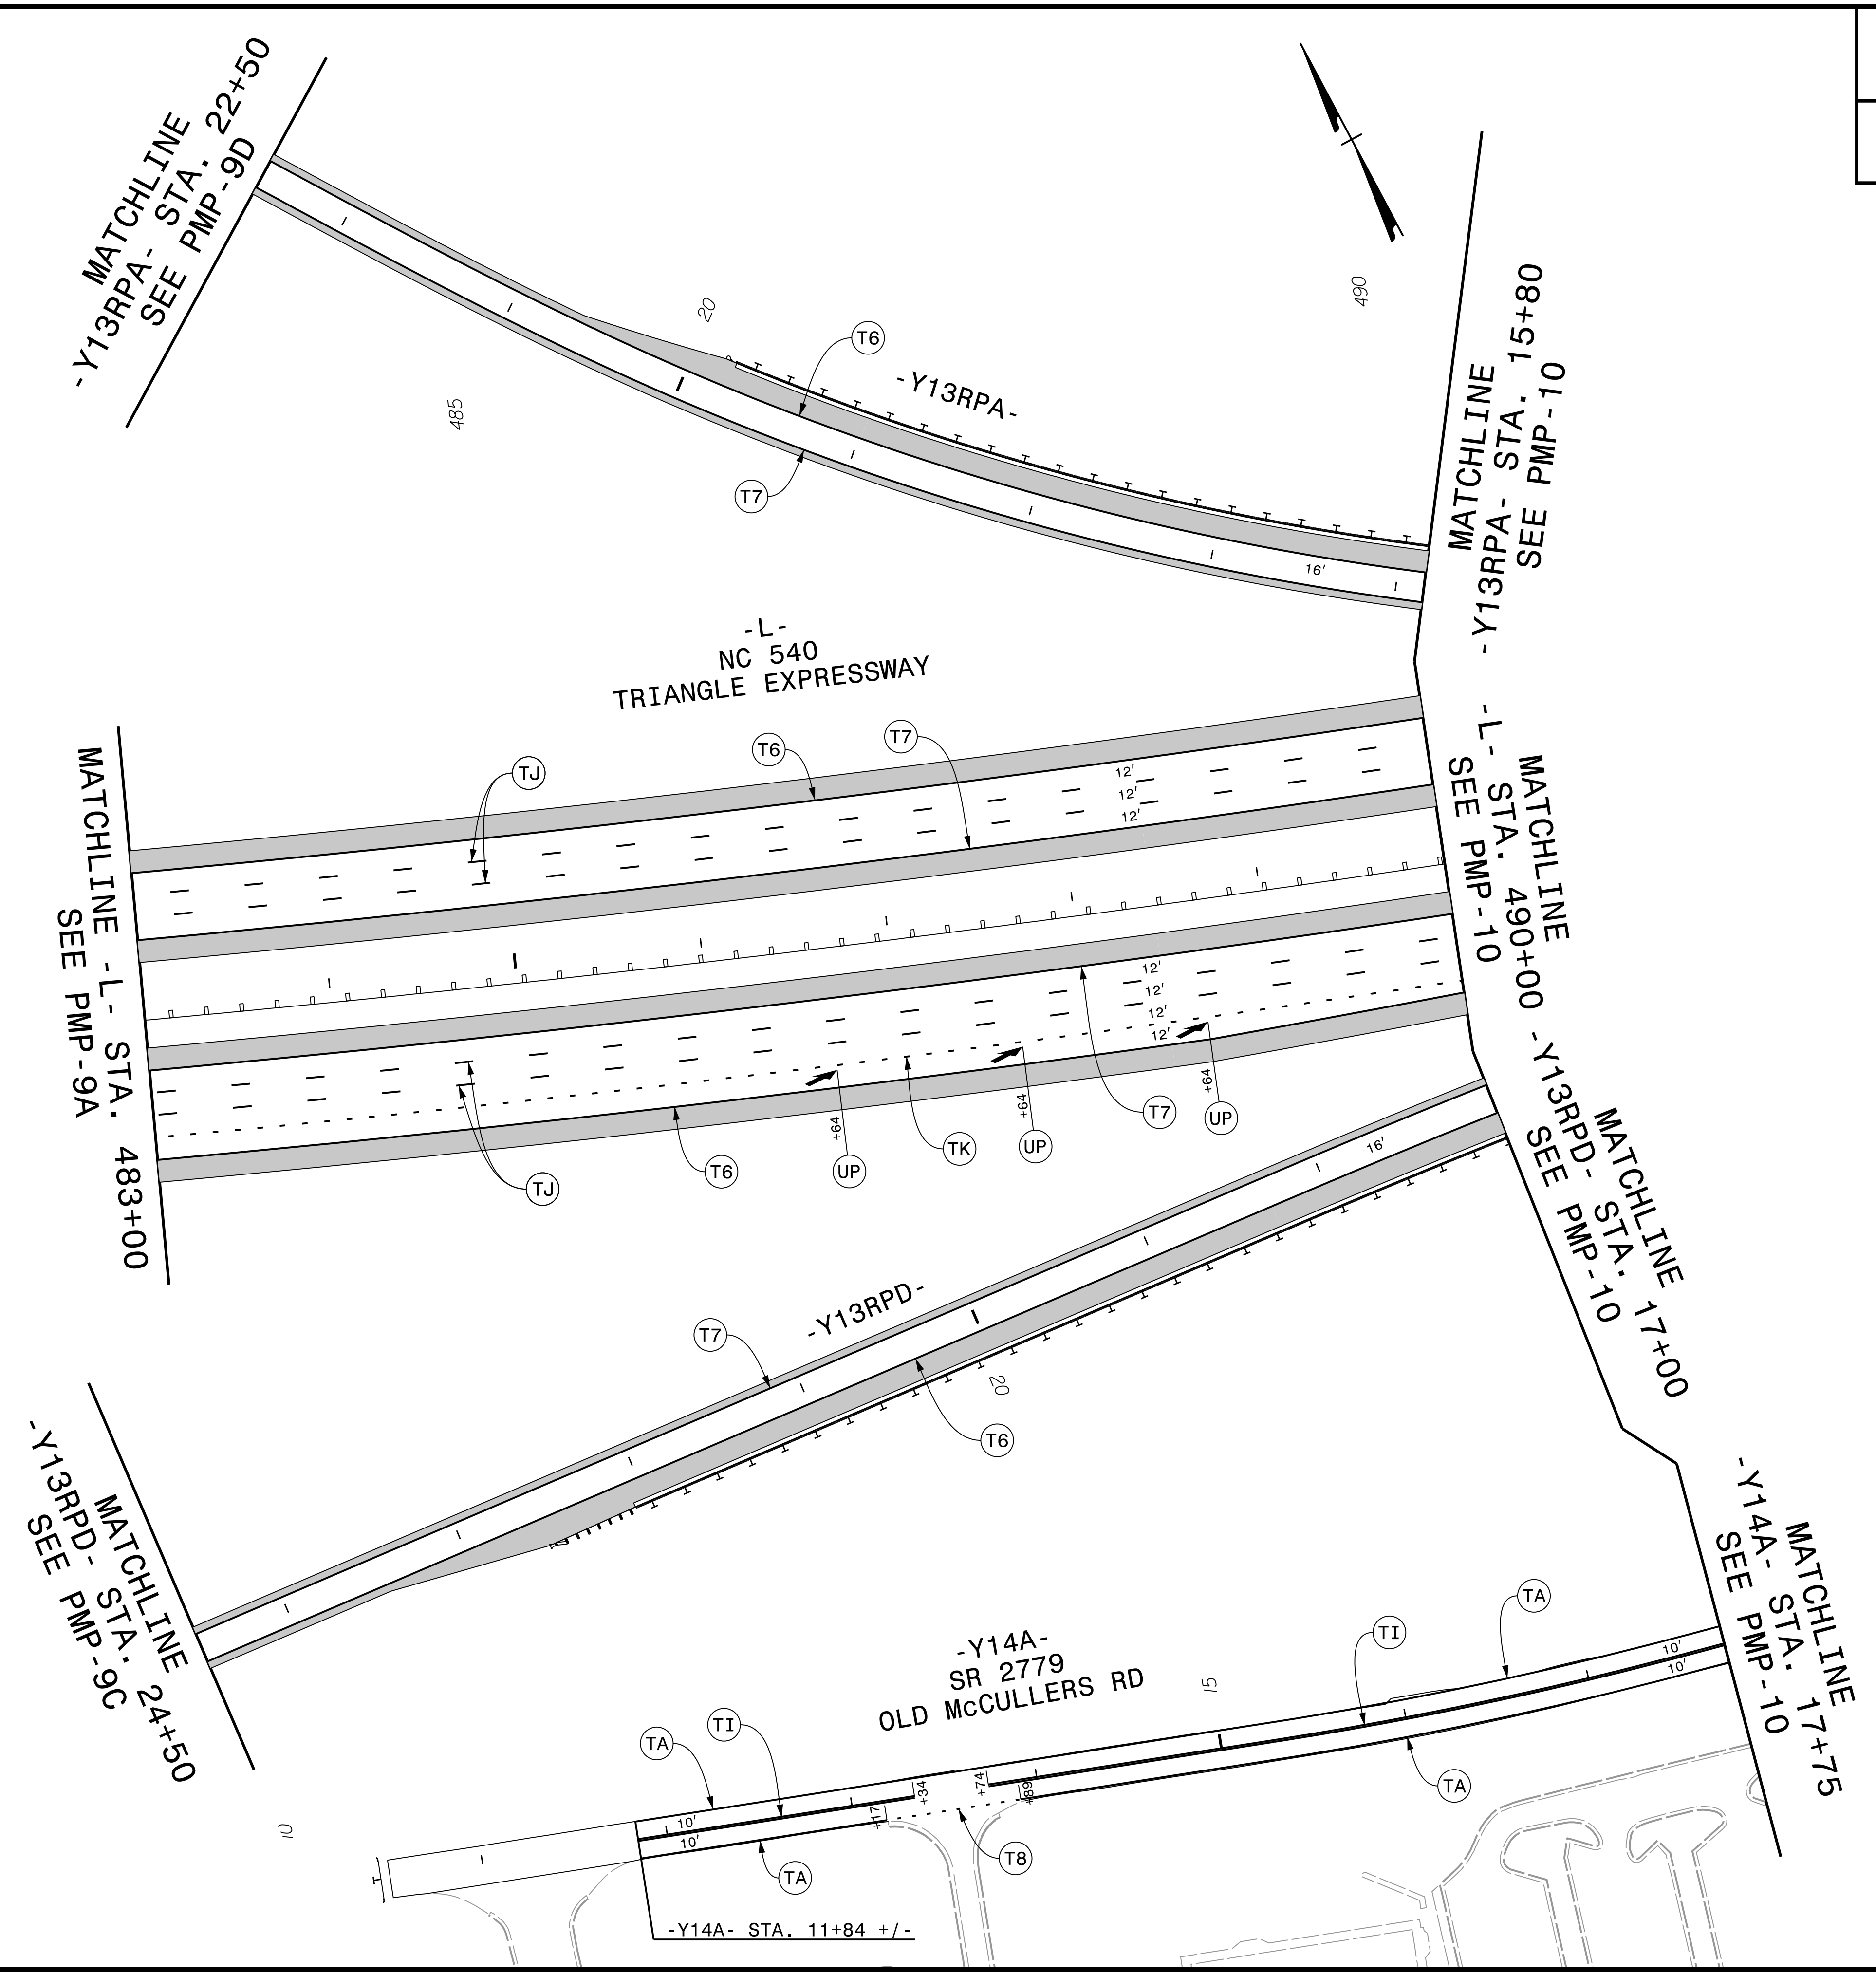 MATCHLINE
-Y13RPA- STA. 22+50
SEE PMP-9D
20
T6
-Y13RPA-
485
T7
490
16'
MATCHLINE
-Y13RPA- STA. 15+80
SEE PMP-10
-L-
NC 540
TRIANGLE EXPRESSWAY
T6
T7
TJ
12'
12'
12'
MATCHLINE -L- STA. 483+00
SEE PMP-9A
MATCHLINE
-L- STA. 490+00
SEE PMP-10
12'
12'
12'
12'
+64
+64
+64
UP
UP
UP
TK
T7
T6
TJ
16'
MATCHLINE
-Y13RPD- STA. 17+00
SEE PMP-10
-Y13RPD-
T7
20
T6
MATCHLINE
-Y13RPD- STA. 24+50
SEE PMP-9C
-Y14A-
SR 2779
OLD McCULLERS RD
15
TI
TA
10'
10'
MATCHLINE
-Y14A- STA. 17+75
SEE PMP-10
TA
TI
TA
10
10'
10'
+17
+34
+74
+89
TA
T8
-Y14A- STA. 11+84 +/-